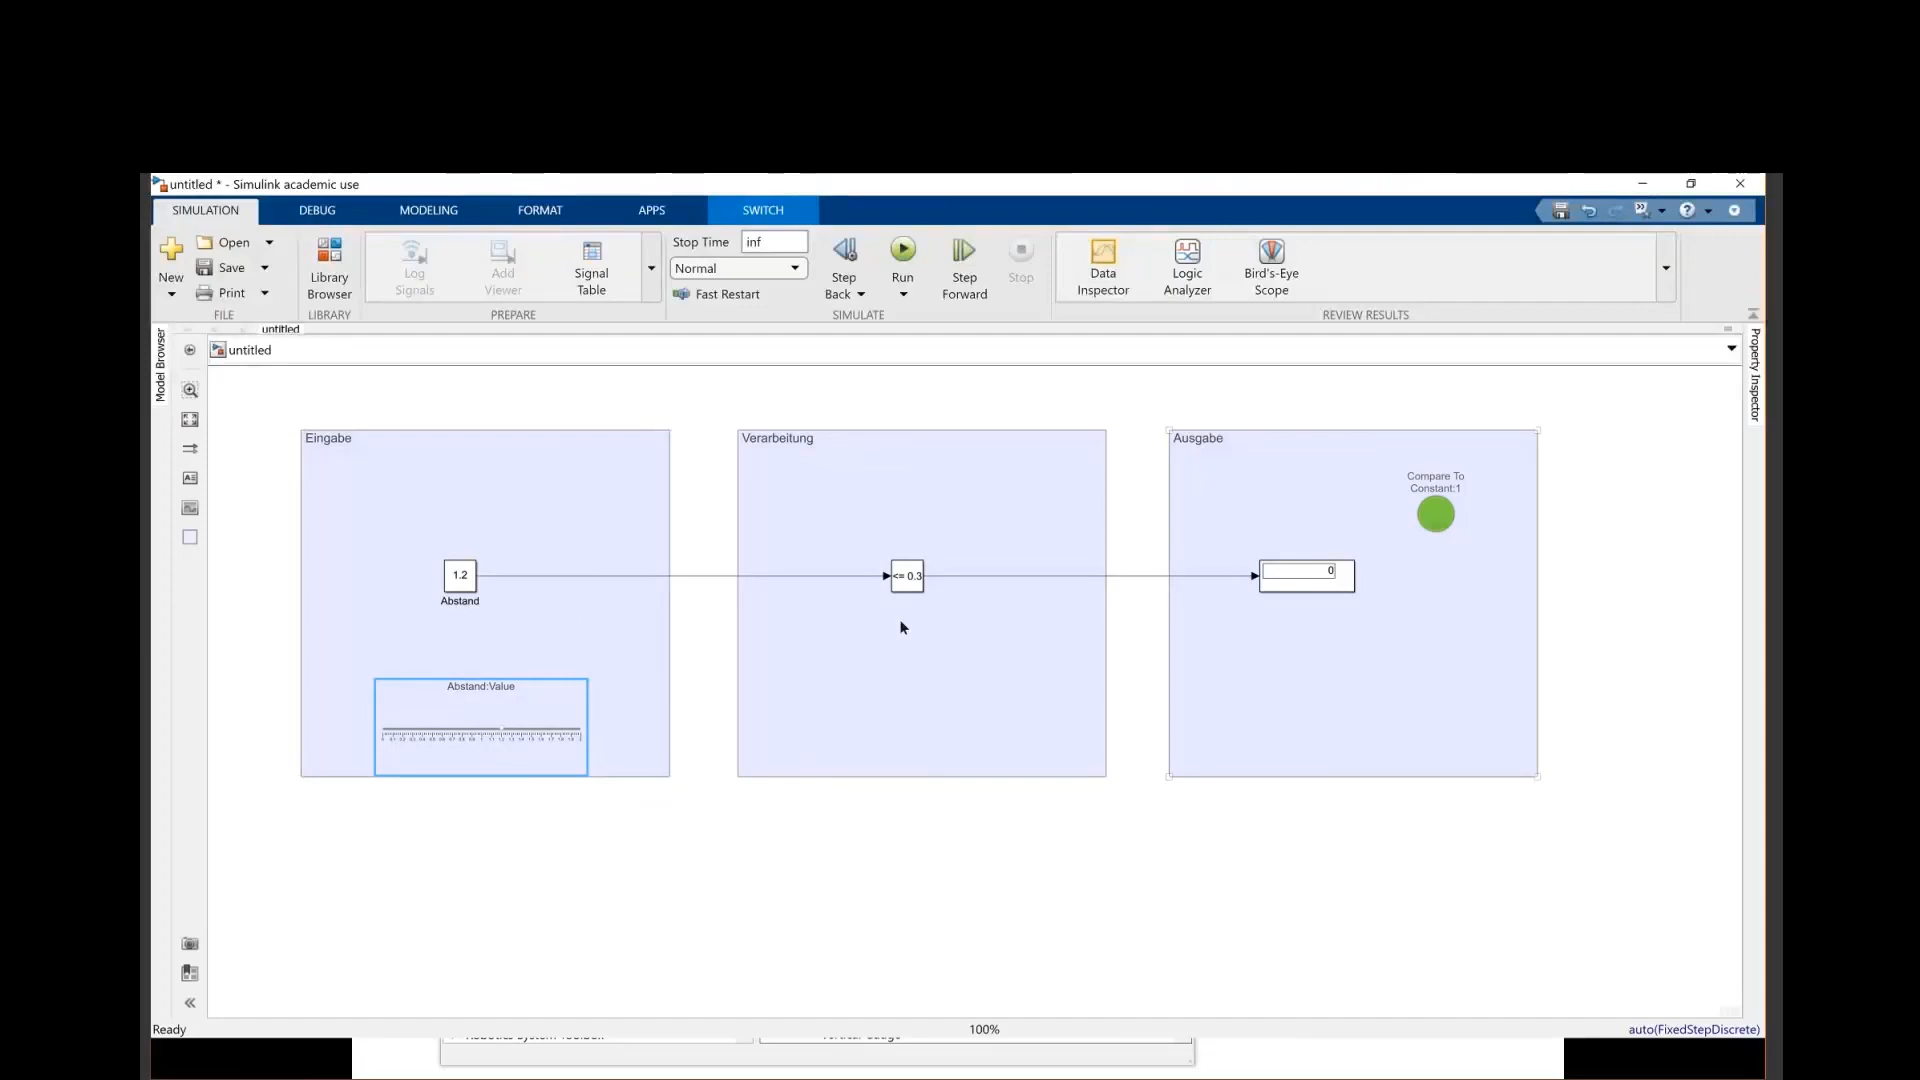 untitled * - Simulink academic use
SIMULATION DEBUG MODELING FORMAT APPS SWITCH
New
Open
Save
Print
FILE
Library Browser
LIBRARY
Log Signals
Add Viewer
Signal Table
PREPARE
Stop Time inf
Normal
Fast Restart
Step Back
Run
Step Forward
Stop
SIMULATE
Data Inspector
Logic Analyzer
Bird's-Eye Scope
REVIEW RESULTS
Model Browser
untitled
untitled
Property Inspector
Eingabe
1.2
Abstand
Abstand:Value
Verarbeitung
<= 0.3
Ausgabe
Compare To
Constant:1
0
Ready 100% auto(FixedStepDiscrete)